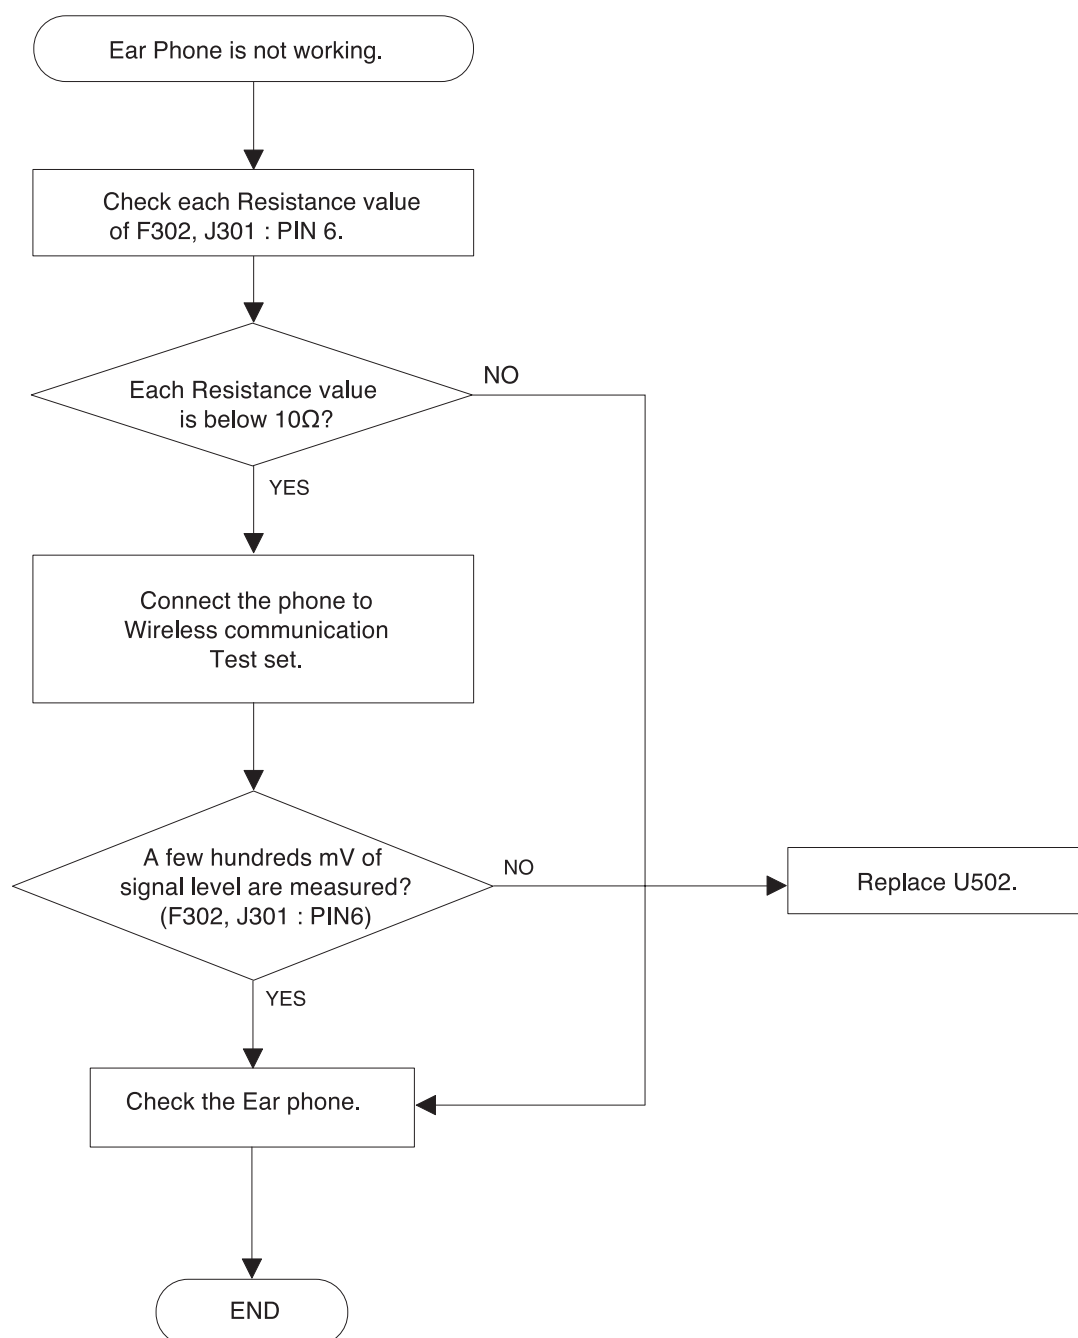 Ear Phone is not working.
Check each Resistance value
of F302, J301 : PIN 6.
Each Resistance value
is below 10Ω?
NO
YES
Connect the phone to
Wireless communication
Test set.
A few hundreds mV of
signal level are measured?
(F302, J301 : PIN6)
NO
Replace U502.
YES
Check the Ear phone.
END